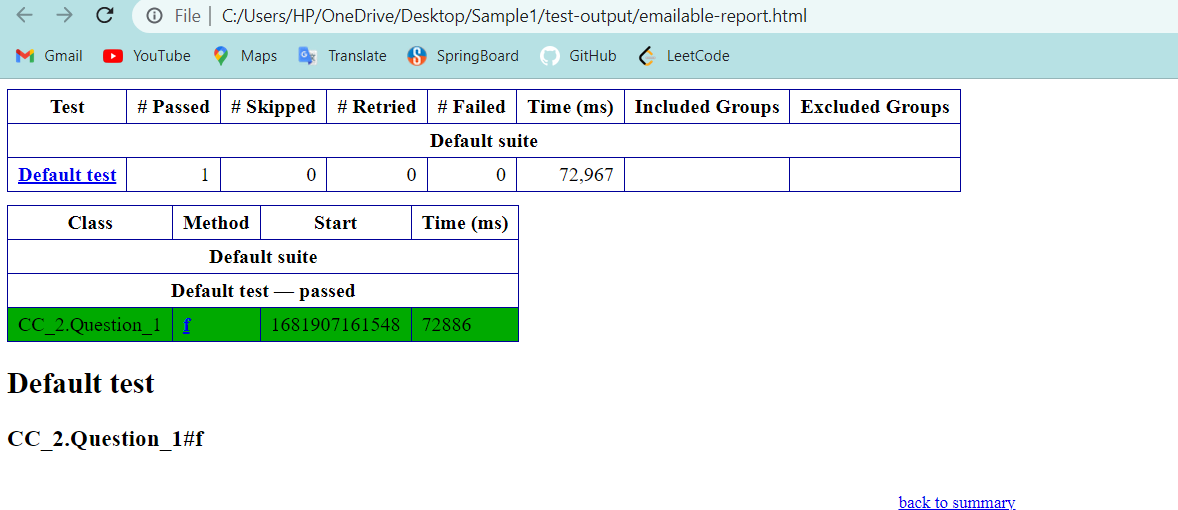 File | C:/Users/HP/OneDrive/Desktop/Sample1/test-output/emailable-report.html
Gmail YouTube Maps Translate SpringBoard GitHub LeetCode
Test # Passed # Skipped # Retried # Failed Time (ms) Included Groups Excluded Groups
Default suite
Default test 1 0 0 0 72,967
Class Method Start Time (ms)
Default suite
Default test — passed
CC_2.Question_1 f 1681907161548 72886
Default test
CC_2.Question_1#f
back to summary